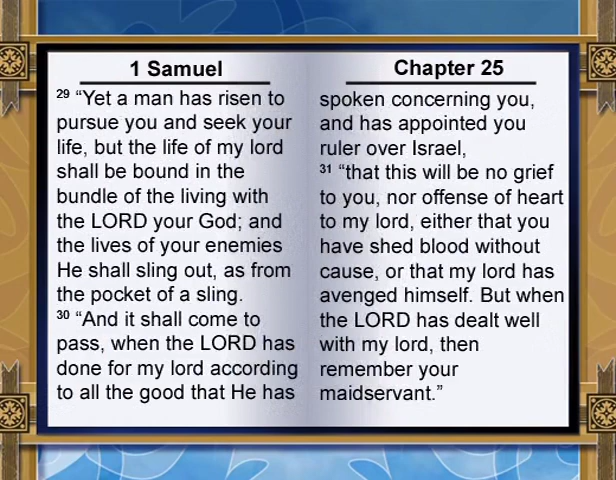 1 Samuel
29 “Yet a man has risen to
pursue you and seek your
life, but the life of my lord
shall be bound in the
bundle of the living with
the LORD your God; and
the lives of your enemies
He shall sling out, as from
the pocket of a sling.
30 “And it shall come to
pass, when the LORD has
done for my lord according
to all the good that He has
Chapter 25
spoken concerning you,
and has appointed you
ruler over Israel,
31 “that this will be no grief
to you, nor offense of heart
to my lord, either that you
have shed blood without
cause, or that my lord has
avenged himself. But when
the LORD has dealt well
with my lord, then
remember your
maidservant.”